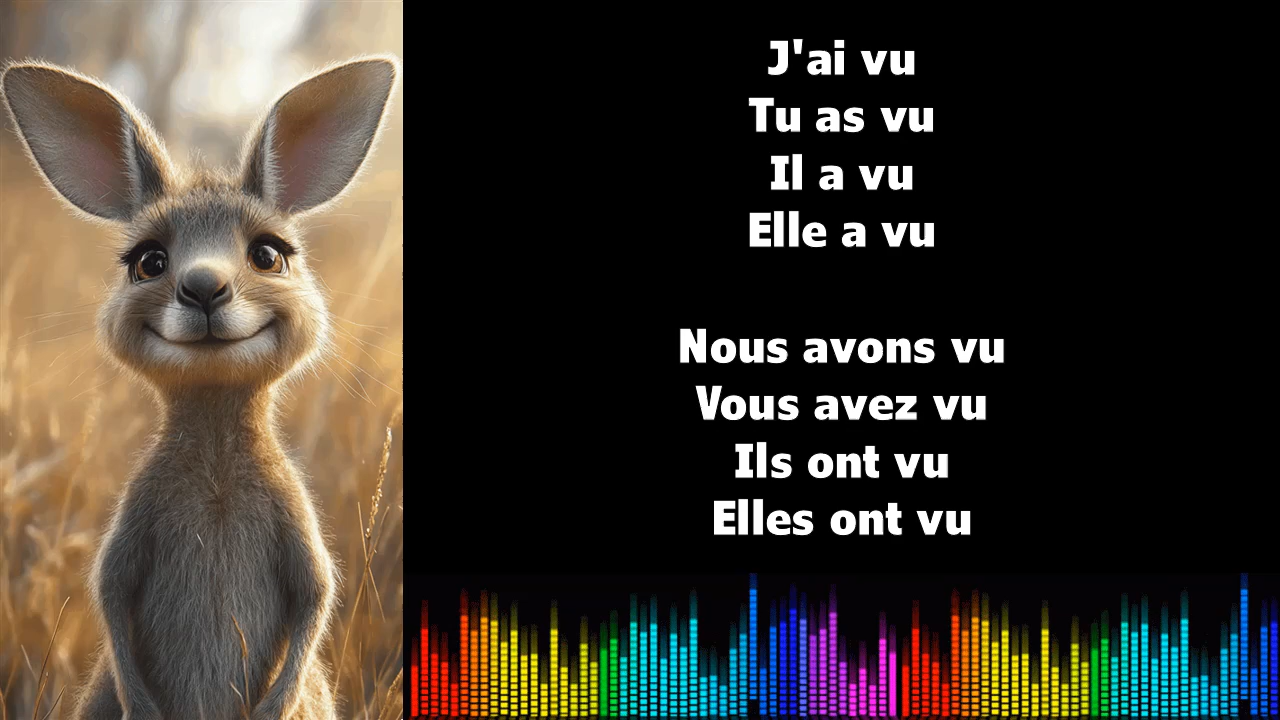 J'ai vu
Tu as vu
Il a vu
Elle a vu
Nous avons vu
Vous avez vu
Ils ont vu
Elles ont vu